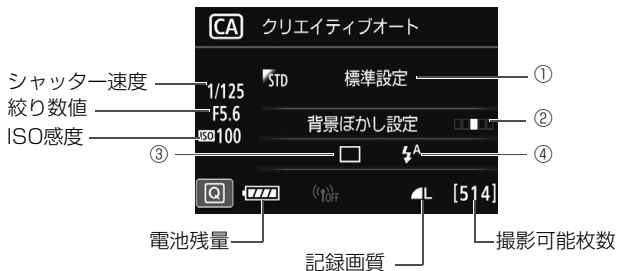 CA クリエイティブオート
シャッター速度
1/125
STD 標準設定
①
絞り数値
F5.6
ISO感度
ISO100
背景ぼかし設定
②
③
A
④
Q
OFF
L
[514]
電池残量
記録画質
撮影可能枚数